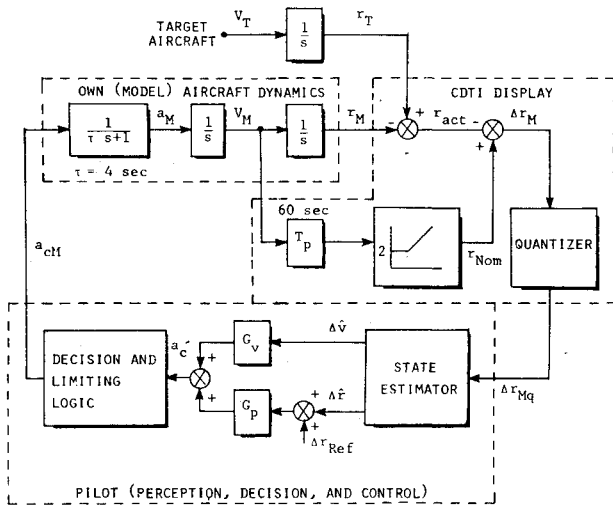 TARGET
AIRCRAFT
V_T
1/s
r_T
OWN (MODEL) AIRCRAFT DYNAMICS
CDTI DISPLAY
1/(τ s+1)
a_M
1/s
V_M
1/s
r_M
-
+
r_act
-
+
Δr_M
τ = 4 sec
60 sec
T_p
2
r_Nom
QUANTIZER
a_cM
DECISION AND
LIMITING
LOGIC
a_c
+
+
G_v
Δv̂
G_p
+
+
Δr̂
Δr_Ref
STATE
ESTIMATOR
Δr_Mq
PILOT (PERCEPTION, DECISION, AND CONTROL)